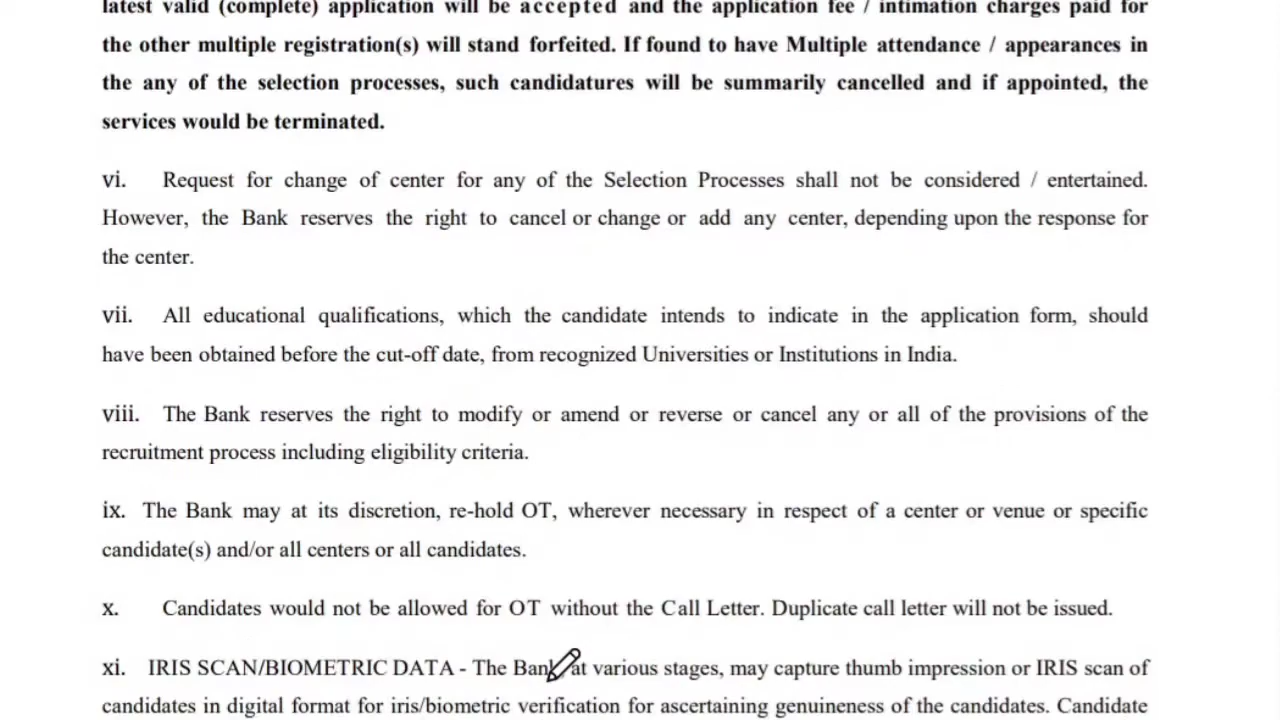 latest valid (complete) application will be accepted and the application fee / intimation charges paid for
the other multiple registration(s) will stand forfeited. If found to have Multiple attendance / appearances in
the any of the selection processes, such candidatures will be summarily cancelled and if appointed, the
services would be terminated.
vi. Request for change of center for any of the Selection Processes shall not be considered / entertained.
However, the Bank reserves the right to cancel or change or add any center, depending upon the response for
the center.
vii. All educational qualifications, which the candidate intends to indicate in the application form, should
have been obtained before the cut-off date, from recognized Universities or Institutions in India.
viii. The Bank reserves the right to modify or amend or reverse or cancel any or all of the provisions of the
recruitment process including eligibility criteria.
ix. The Bank may at its discretion, re-hold OT, wherever necessary in respect of a center or venue or specific
candidate(s) and/or all centers or all candidates.
x. Candidates would not be allowed for OT without the Call Letter. Duplicate call letter will not be issued.
xi. IRIS SCAN/BIOMETRIC DATA - The Bank at various stages, may capture thumb impression or IRIS scan of
candidates in digital format for iris/biometric verification for ascertaining genuineness of the candidates. Candidate